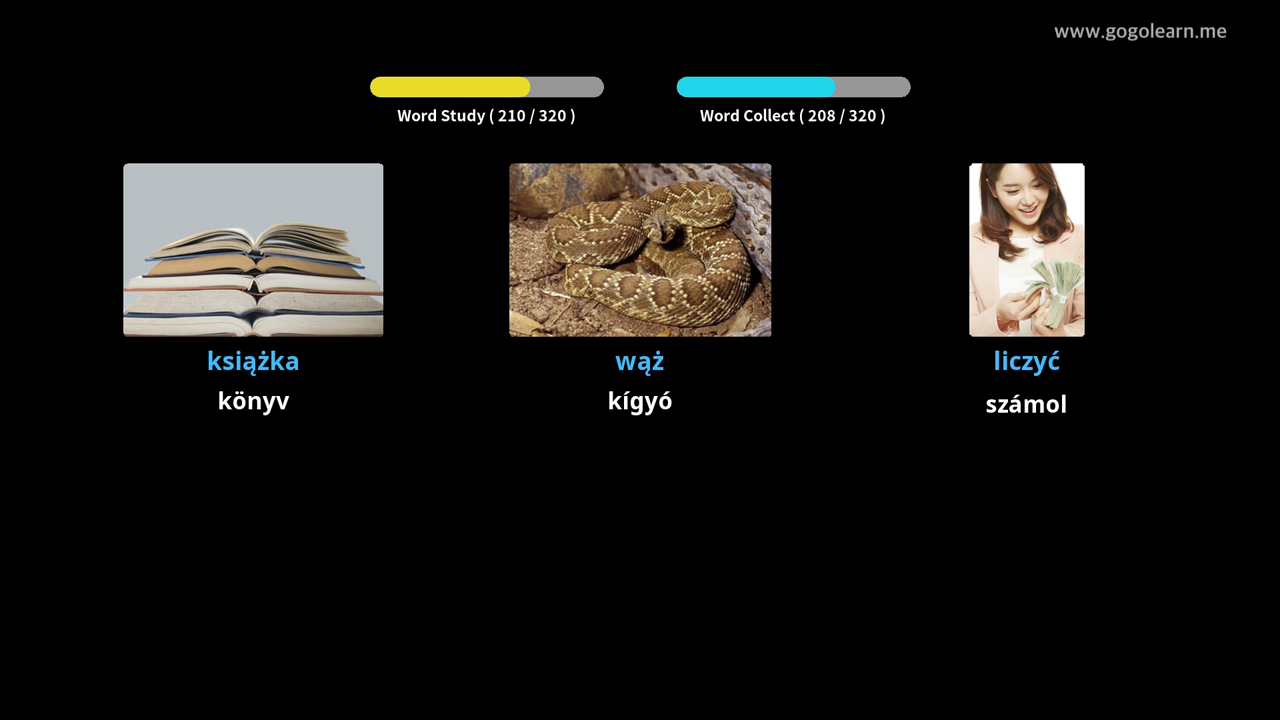 www.gogolearn.me
Word Study ( 210 / 320 )
Word Collect ( 208 / 320 )
książka
wąż
liczyć
könyv
kígyó
számol